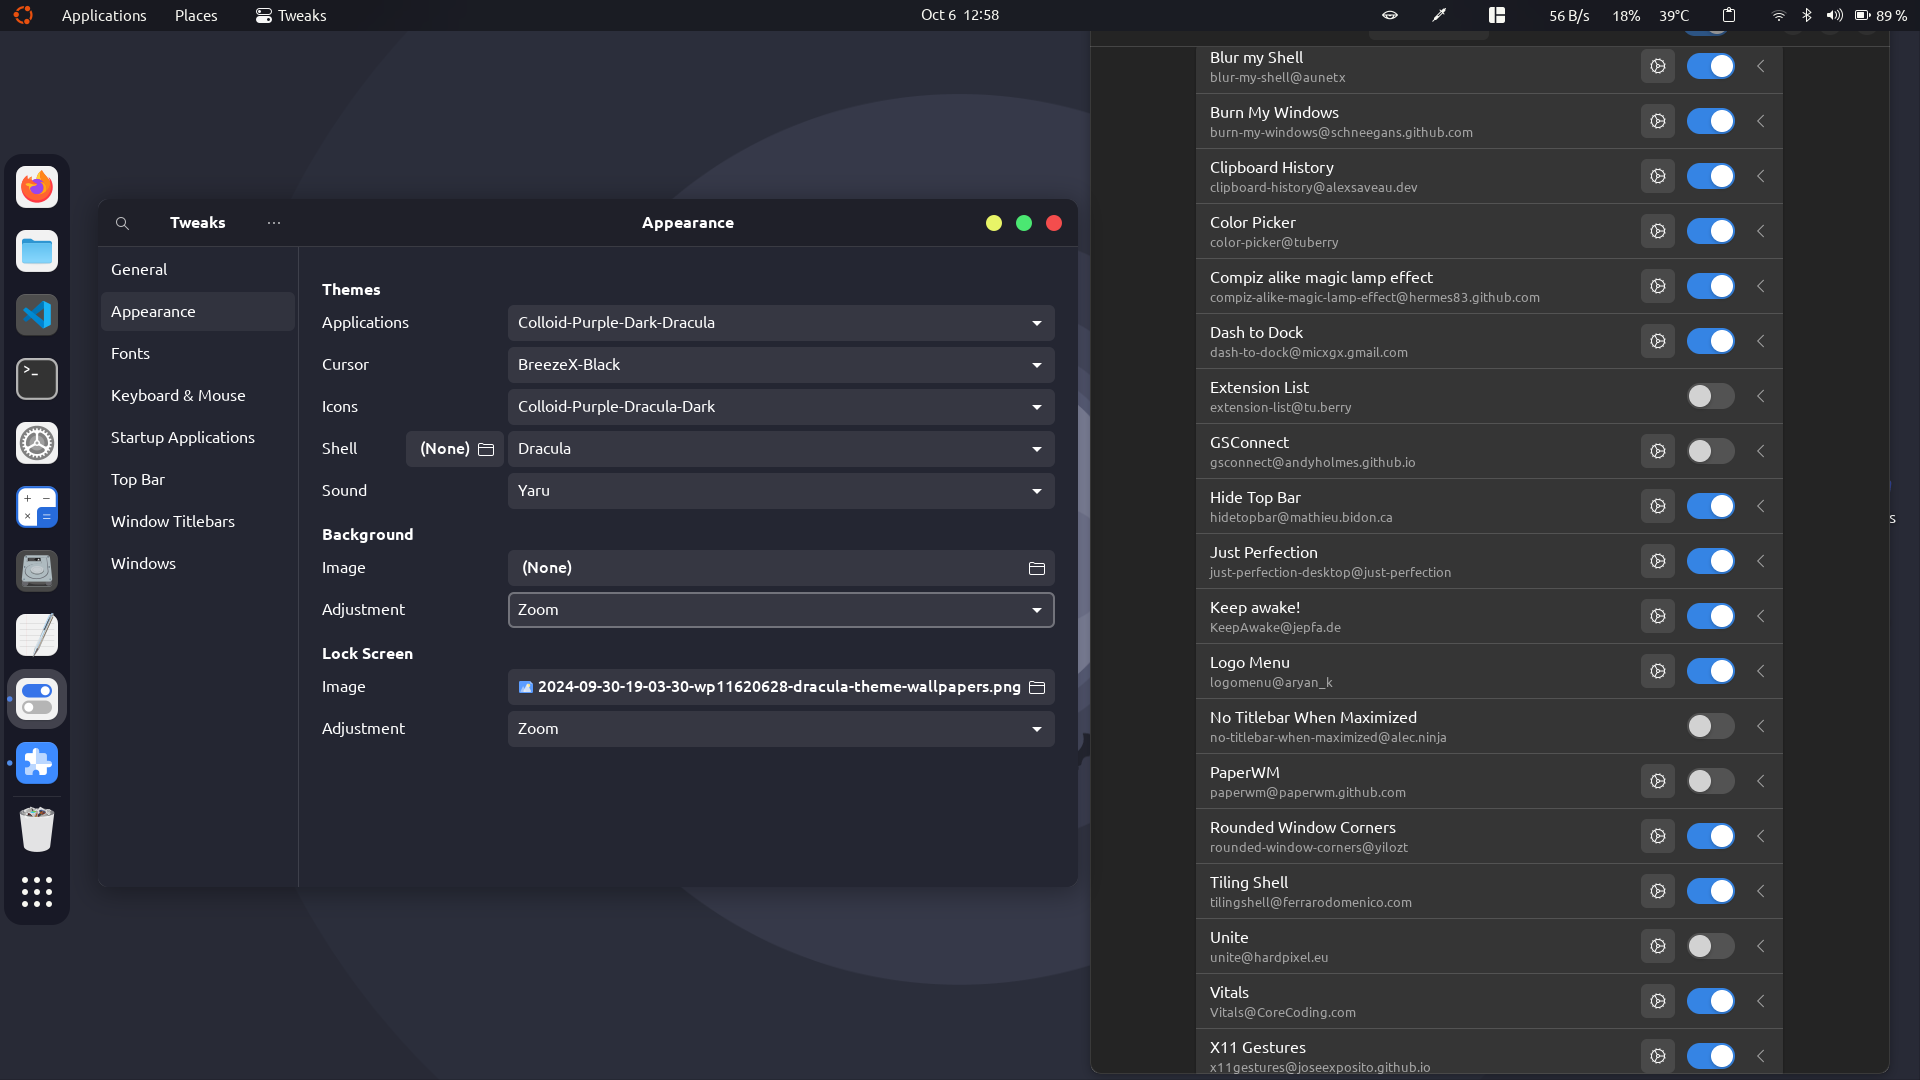 Applications Places Tweaks Oct 6 12:58 56 B/s 18% 39°C 89 %
Tweaks
Appearance
General
Appearance
Fonts
Keyboard & Mouse
Startup Applications
Top Bar
Window Titlebars
Windows
Themes
Applications Colloid-Purple-Dark-Dracula
Cursor BreezeX-Black
Icons Colloid-Purple-Dracula-Dark
Shell (None) Dracula
Sound Yaru
Background
Image (None)
Adjustment Zoom
Lock Screen
Image 2024-09-30-19-03-30-wp11620628-dracula-theme-wallpapers.png
Adjustment Zoom
Blur my Shell
blur-my-shell@aunetx
Burn My Windows
burn-my-windows@schneegans.github.com
Clipboard History
clipboard-history@alexsaveau.dev
Color Picker
color-picker@tuberry
Compiz alike magic lamp effect
compiz-alike-magic-lamp-effect@hermes83.github.com
Dash to Dock
dash-to-dock@micxgx.gmail.com
Extension List
extension-list@tu.berry
GSConnect
gsconnect@andyholmes.github.io
Hide Top Bar
hidetopbar@mathieu.bidon.ca
Just Perfection
just-perfection-desktop@just-perfection
Keep awake!
KeepAwake@jepfa.de
Logo Menu
logomenu@aryan_k
No Titlebar When Maximized
no-titlebar-when-maximized@alec.ninja
PaperWM
paperwm@paperwm.github.com
Rounded Window Corners
rounded-window-corners@yilozt
Tiling Shell
tilingshell@ferrarodomenico.com
Unite
unite@hardpixel.eu
Vitals
Vitals@CoreCoding.com
X11 Gestures
x11gestures@joseexposito.github.io
s